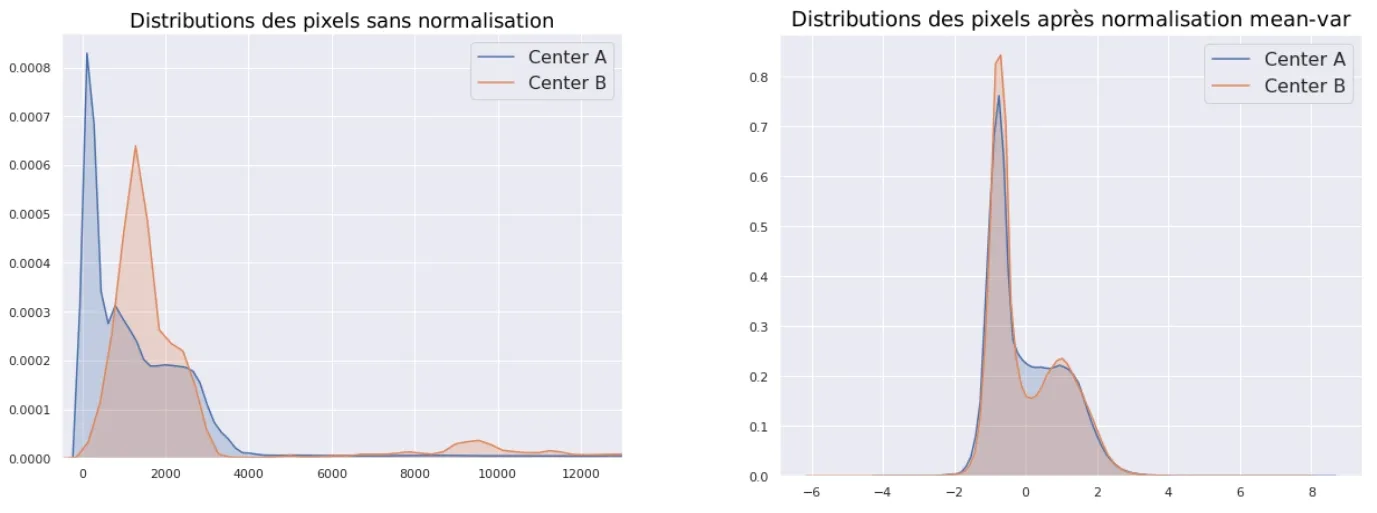 Distributions des pixels sans normalisation
Center A
Center B
0.0008
0.0007
0.0006
0.0005
0.0004
0.0003
0.0002
0.0001
0.0000
0 2000 4000 6000 8000 10000 12000
Distributions des pixels après normalisation mean-var
Center A
Center B
0.8
0.7
0.6
0.5
0.4
0.3
0.2
0.1
0.0
−6 −4 −2 0 2 4 6 8